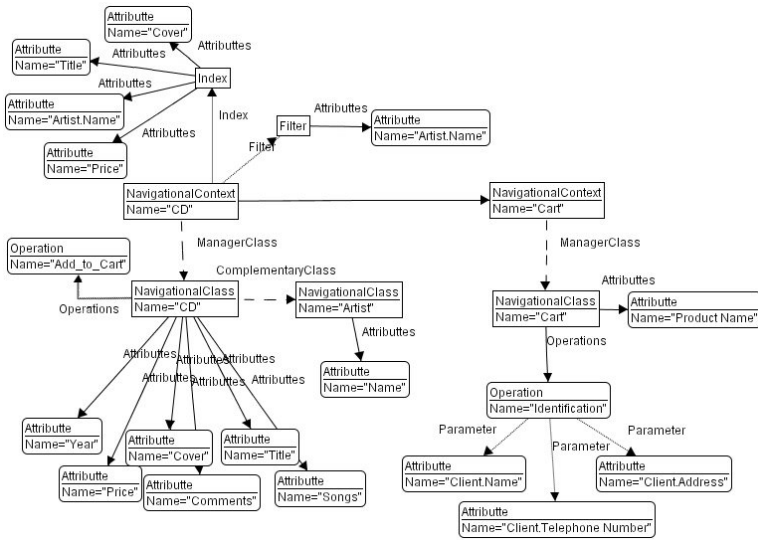 Attributte
Name="Cover"
Attributtes
Attributte
Name="Title"
Attributtes
Index
Attributtes
Attributte
Name="Artist.Name"
Attributtes
Attributte
Name="Price"
Index
Filter
Filter
Attributtes
Attributte
Name="Artist.Name"
NavigationalContext
Name="CD"
NavigationalContext
Name="Cart"
ManagerClass
ManagerClass
Operation
Name="Add_to_Cart"
Operations
ComplementaryClass
NavigationalClass
Name="CD"
NavigationalClass
Name="Artist"
Attributtes
Attributte
Name="Name"
NavigationalClass
Name="Cart"
Attributtes
Attributte
Name="Product Name"
Operations
Attributtes
Attributtes
Attributtes
Attributtes
Attributtes
Attributtes
Attributte
Name="Year"
Attributte
Name="Price"
Attributte
Name="Cover"
Attributte
Name="Comments"
Attributte
Name="Title"
Attributte
Name="Songs"
Operation
Name="Identification"
Parameter
Parameter
Parameter
Attributte
Name="Client.Name"
Attributte
Name="Client.Address"
Attributte
Name="Client.Telephone Number"